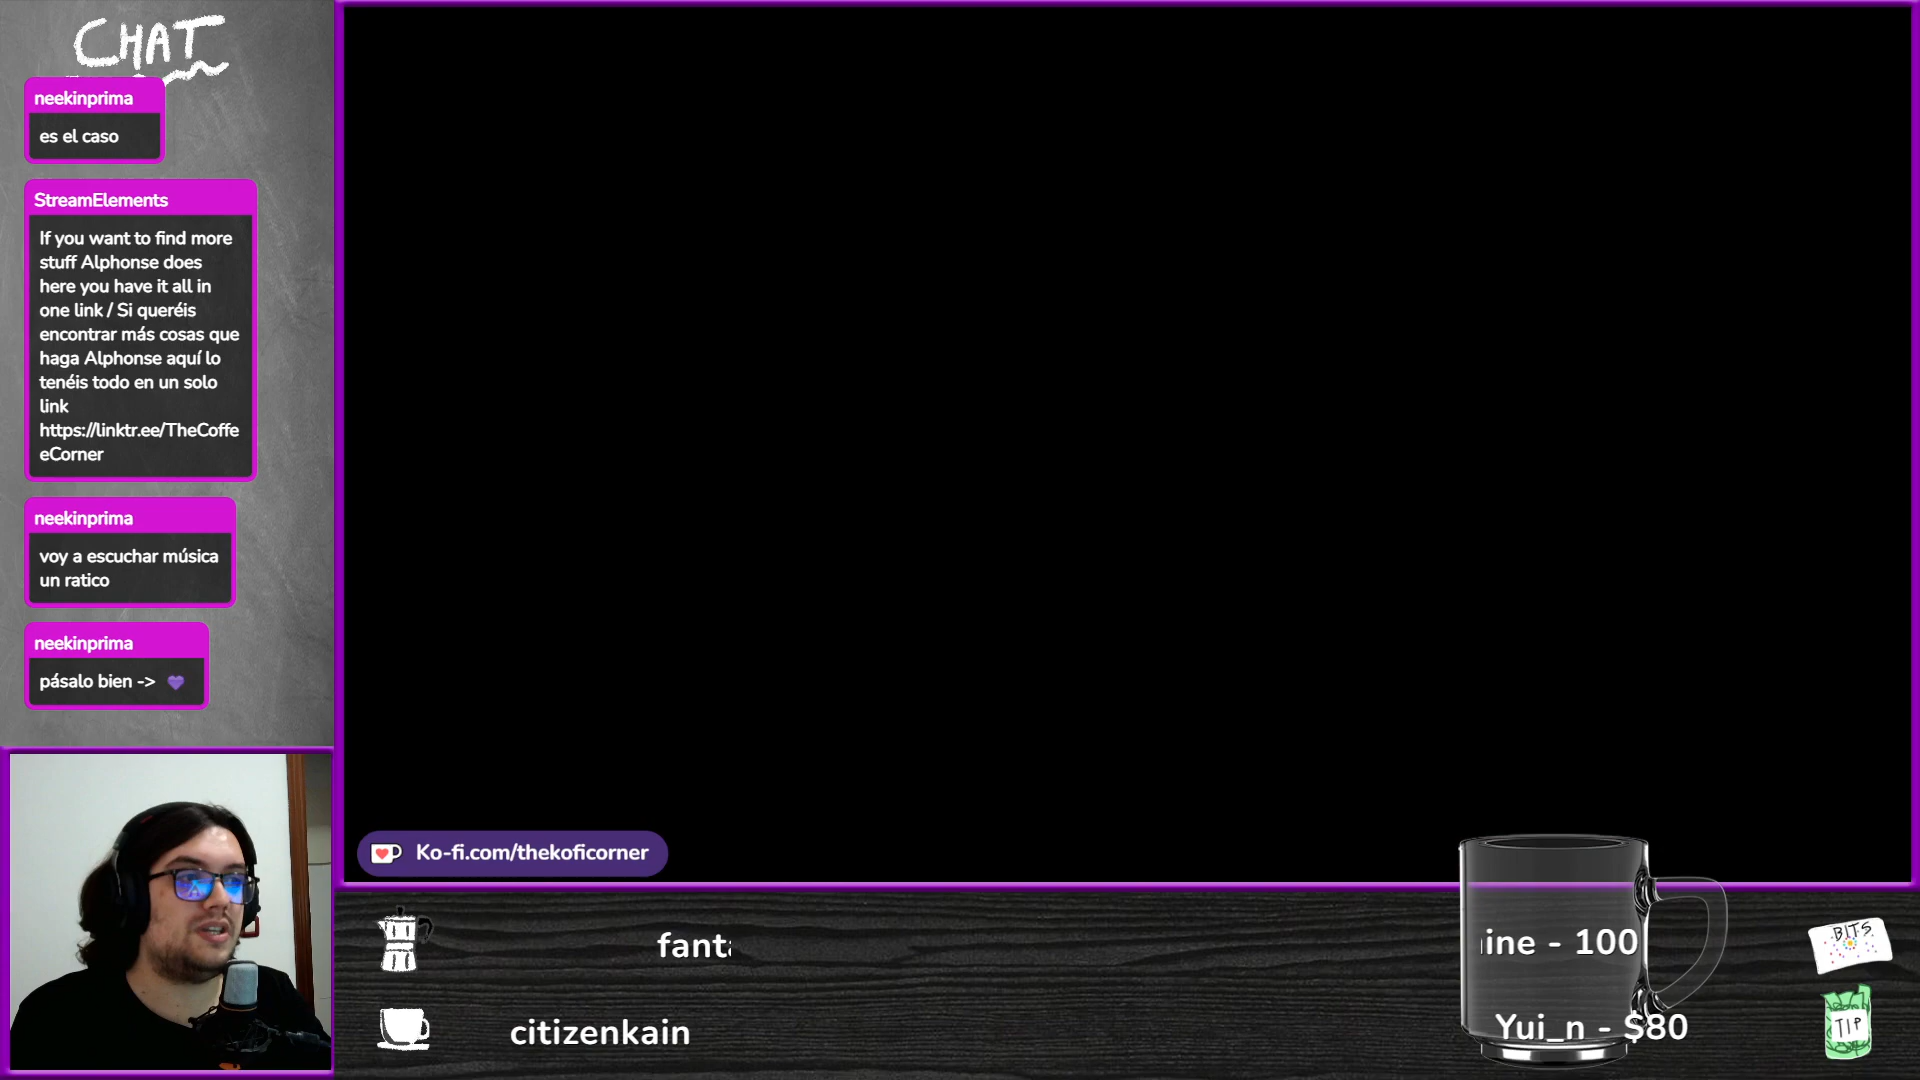 CHAT
neekinprima
es el caso
StreamElements
If you want to find more
stuff Alphonse does
here you have it all in
one link / Si queréis
encontrar más cosas que
haga Alphonse aquí lo
tenéis todo en un solo
link
https://linktr.ee/TheCoffe
eCorner
neekinprima
voy a escuchar música
un ratico
neekinprima
pásalo bien ->
Ko-fi.com/thekoficorner
ine - 100
BITS
citizenkain
Yui_n - $80
TIP